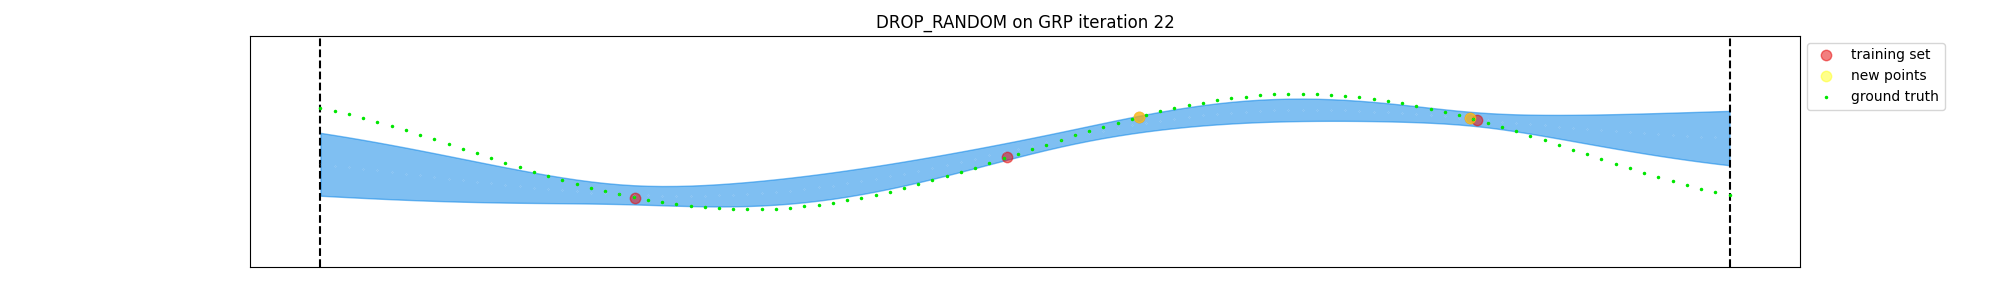 DROP_RANDOM on GRP iteration 22
training set
new points
ground truth